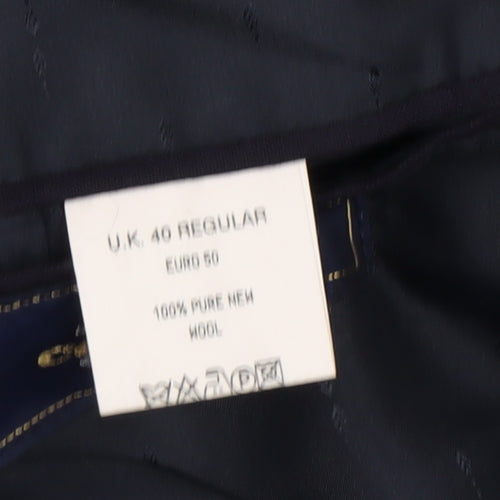 U.K. 40 REGULAR
EURO 50
100% PURE NEW
WOOL